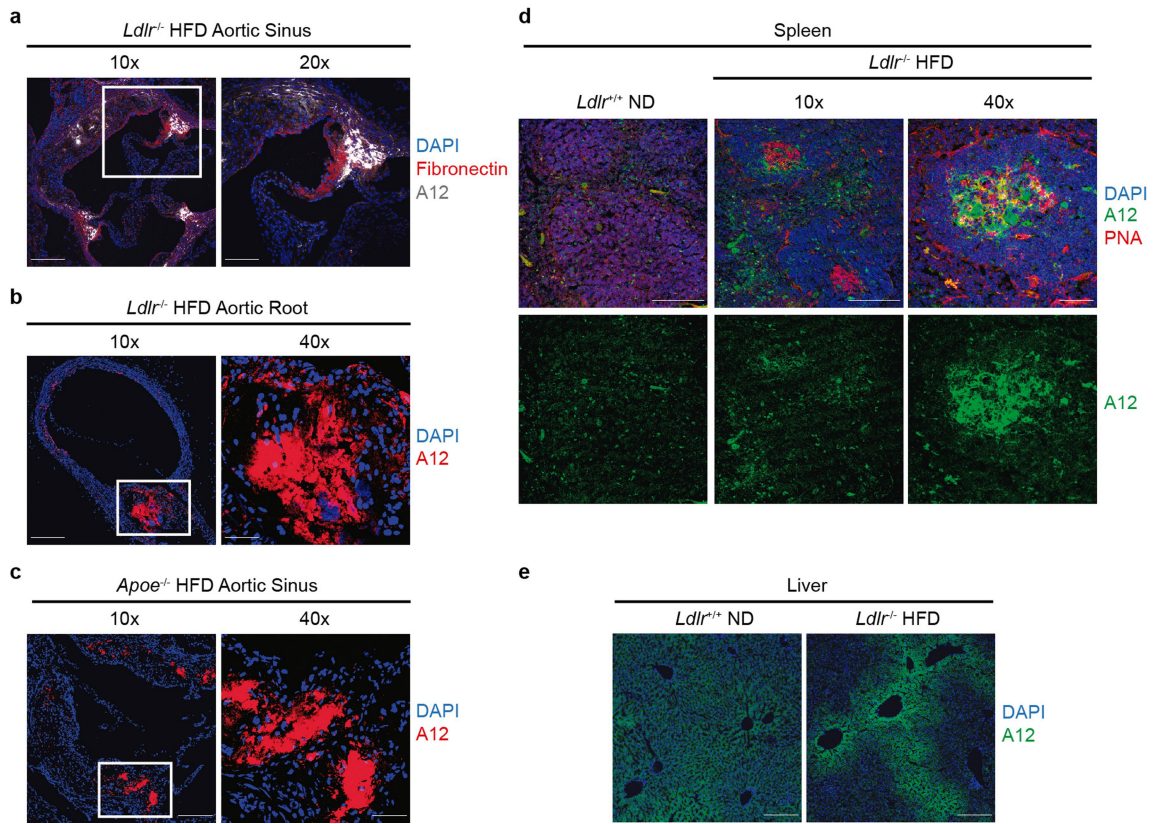 a
Ldlr-/- HFD Aortic Sinus
10x 20x
DAPI
Fibronectin
A12
b
Ldlr-/- HFD Aortic Root
10x 40x
DAPI
A12
c
Apoe-/- HFD Aortic Sinus
10x 40x
DAPI
A12
d
Spleen
Ldlr-/- HFD
Ldlr+/+ ND 10x 40x
DAPI
A12
PNA
A12
e
Liver
Ldlr+/+ ND Ldlr-/- HFD
DAPI
A12